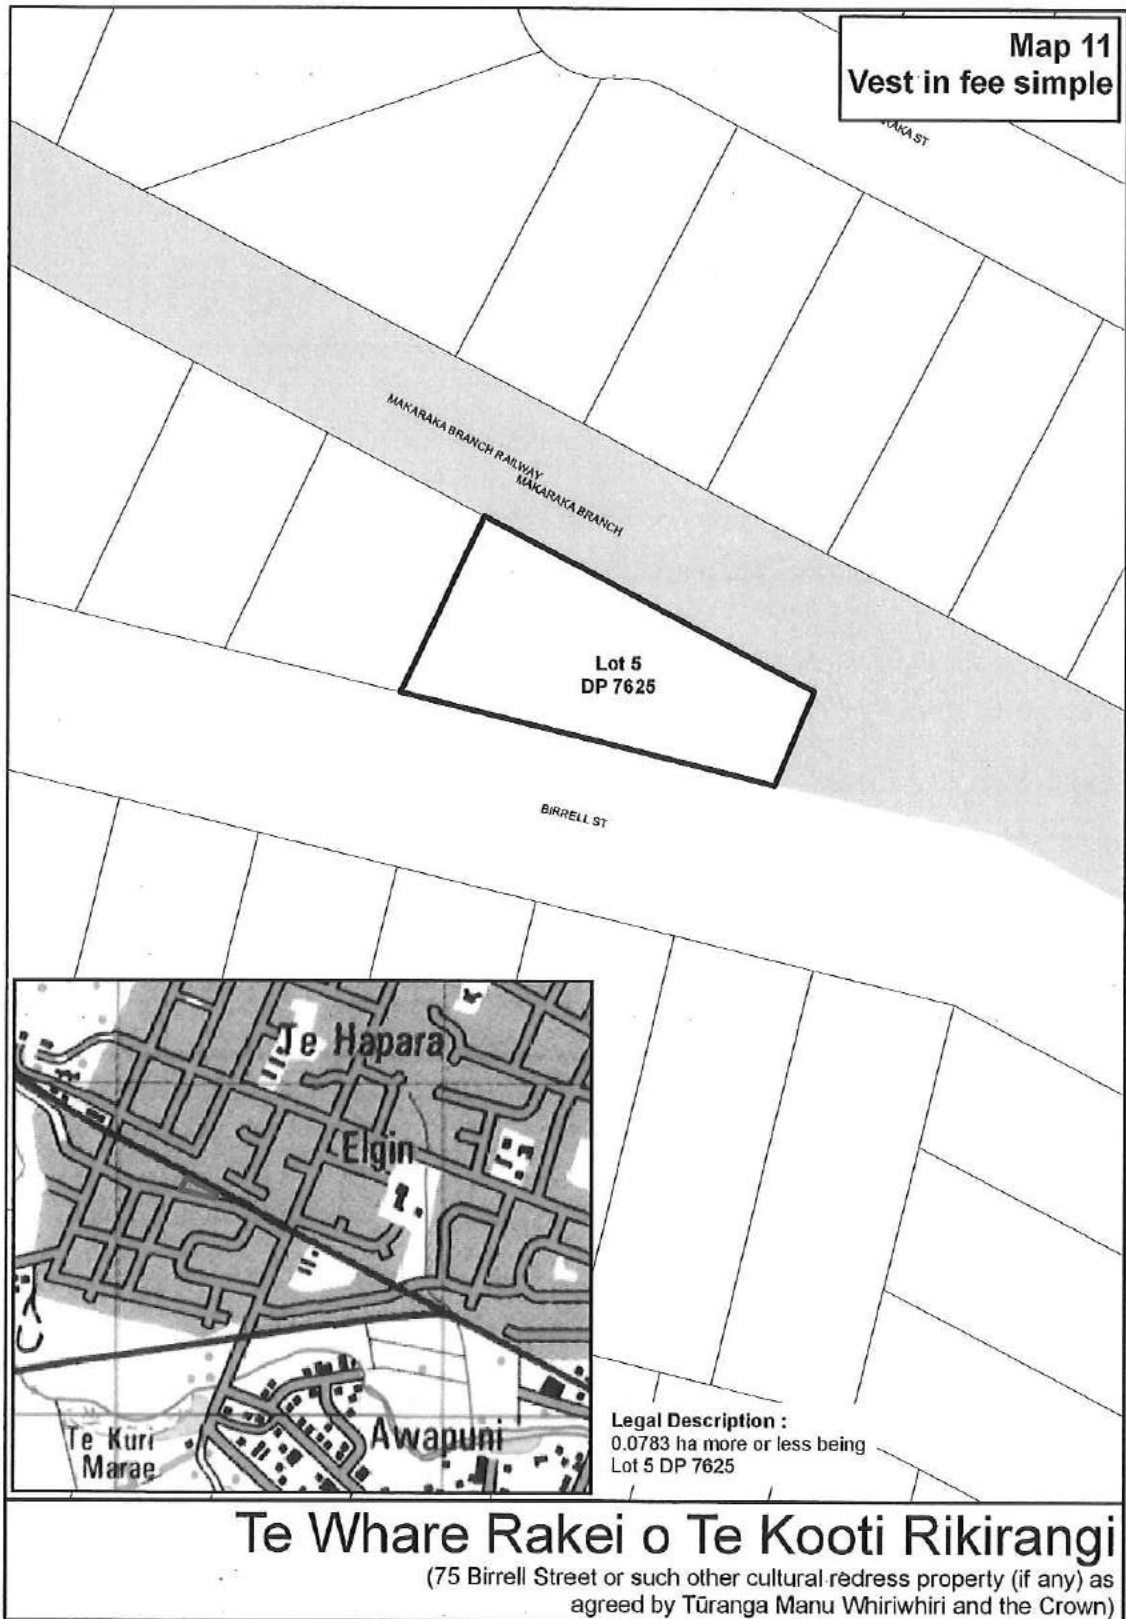 Map 11
Vest in fee simple
MAKARAKA BRANCH RAILWAY
MAKARAKA BRANCH
Lot 5
DP 7625
BIRRELL ST
Te Hapara
Elgin
Te Kuri
Marae
Awapuni
Legal Description :
0.0783 ha more or less being
Lot 5 DP 7625
Te Whare Rakei o Te Kooti Rikirangi
(75 Birrell Street or such other cultural redress property (if any) as
agreed by Tūranga Manu Whiriwhiri and the Crown)